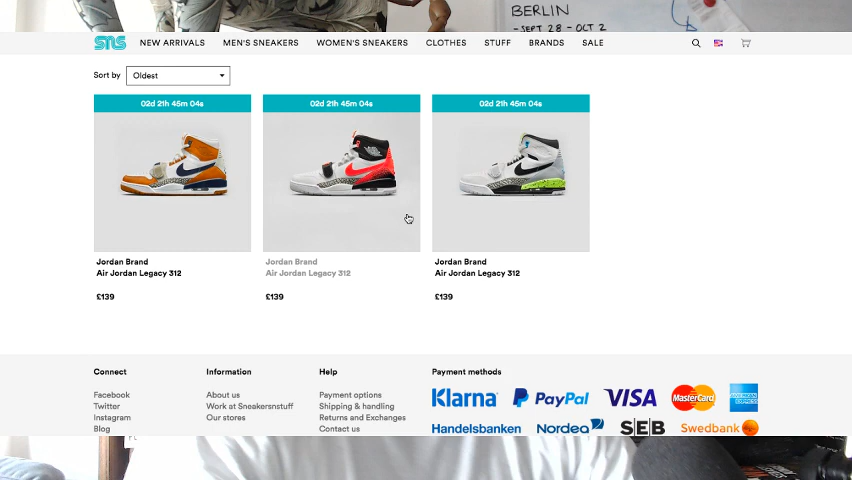 BERLIN
-SEPT 28 - OCT 2
SNS NEW ARRIVALS MEN'S SNEAKERS WOMEN'S SNEAKERS CLOTHES STUFF BRANDS SALE
Sort by Oldest
02d 21h 45m 04s 02d 21h 45m 04s 02d 21h 45m 04s
Jordan Brand Jordan Brand Jordan Brand
Air Jordan Legacy 312 Air Jordan Legacy 312 Air Jordan Legacy 312
£139 £139 £139
Connect Information Help Payment methods
Facebook About us Payment options Klarna PayPal VISA MasterCard AMERICAN EXPRESS
Twitter Work at Sneakersnstuff Shipping & handling
Instagram Our stores Returns and Exchanges
Blog Contact us Handelsbanken Nordea SEB Swedbank